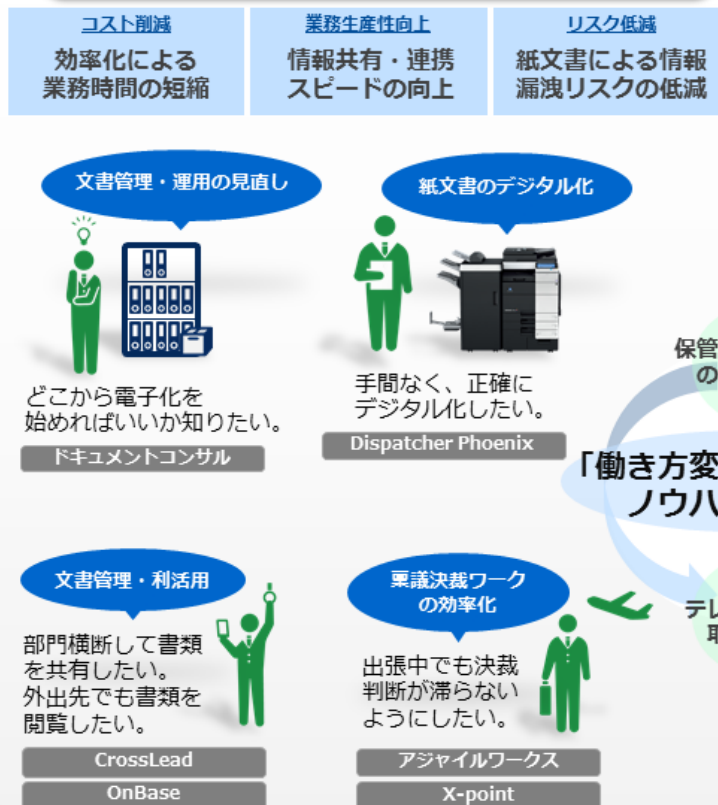 コスト削減
効率化による
業務時間の短縮
業務生産性向上
情報共有・連携
スピードの向上
リスク低減
紙文書による情報
漏洩リスクの低減
文書管理・運用の見直し
どこから電子化を
始めればいいか知りたい。
ドキュメントコンサル
紙文書のデジタル化
手間なく、正確に
デジタル化したい。
Dispatcher Phoenix
保管
の
「働き方変
ノウハ
テレ
文書管理・利活用
部門横断して書類
を共有したい。
外出先でも書類を
閲覧したい。
CrossLead
OnBase
稟議決裁ワーク
の効率化
出張中でも決裁
判断が滞らない
ようにしたい。
アジャイルワークス
X-point